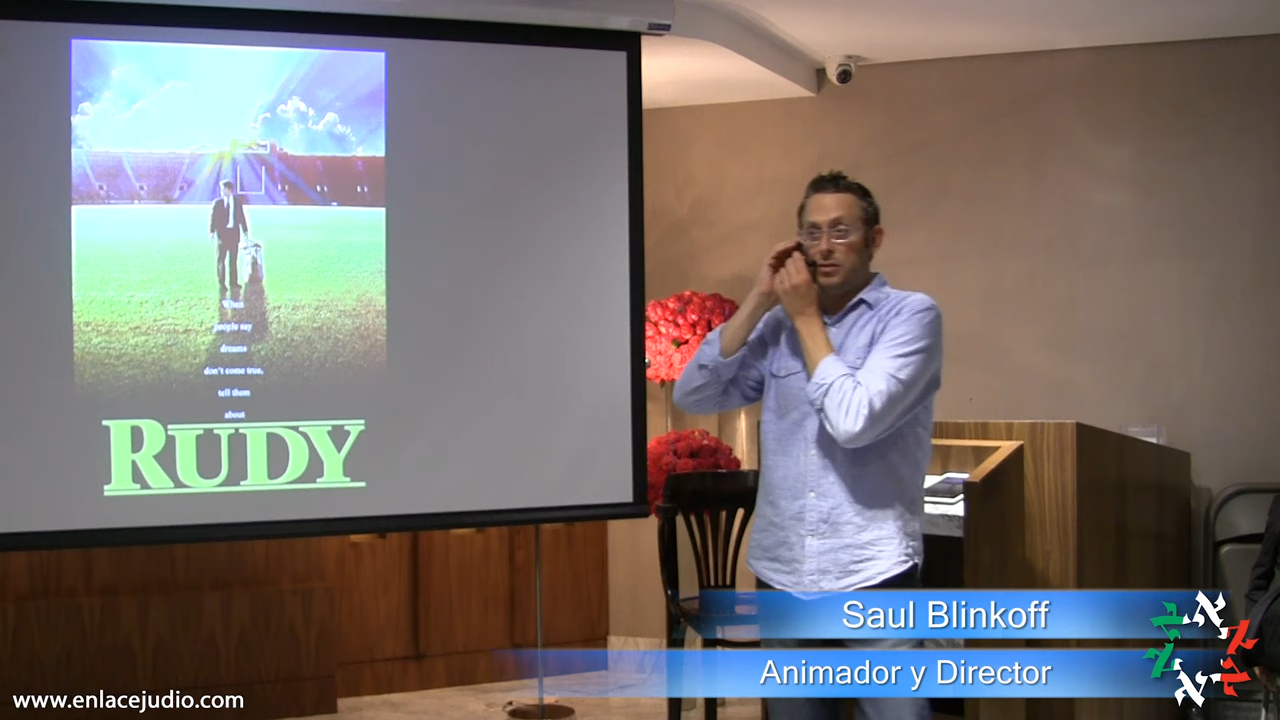 When
people say
dreams
don't come true,
tell them
about
RUDY
Saul Blinkoff
Animador y Director
www.enlacejudio.com